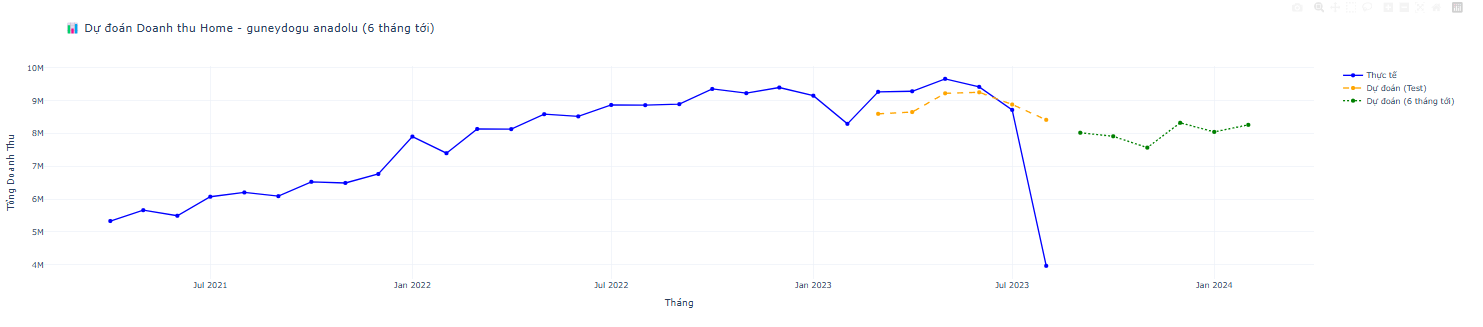 📊 Dự đoán Doanh thu Home - guneydogu anadolu (6 tháng tới)
10M
9M
8M
7M
6M
5M
4M
Tổng Doanh Thu
Jul 2021
Jan 2022
Jul 2022
Jan 2023
Jul 2023
Jan 2024
Tháng
Thực tế
Dự đoán (Test)
Dự đoán (6 tháng tới)